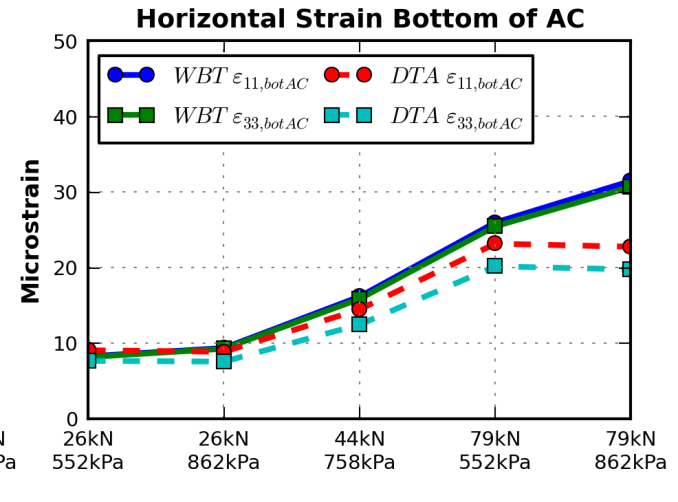 Horizontal Strain Bottom of AC
50
40
30
20
10
0
Microstrain
WBT ε11,botAC
DTA ε11,botAC
WBT ε33,botAC
DTA ε33,botAC
N 26kN 26kN 44kN 79kN 79kN
Pa 552kPa 862kPa 758kPa 552kPa 862kPa